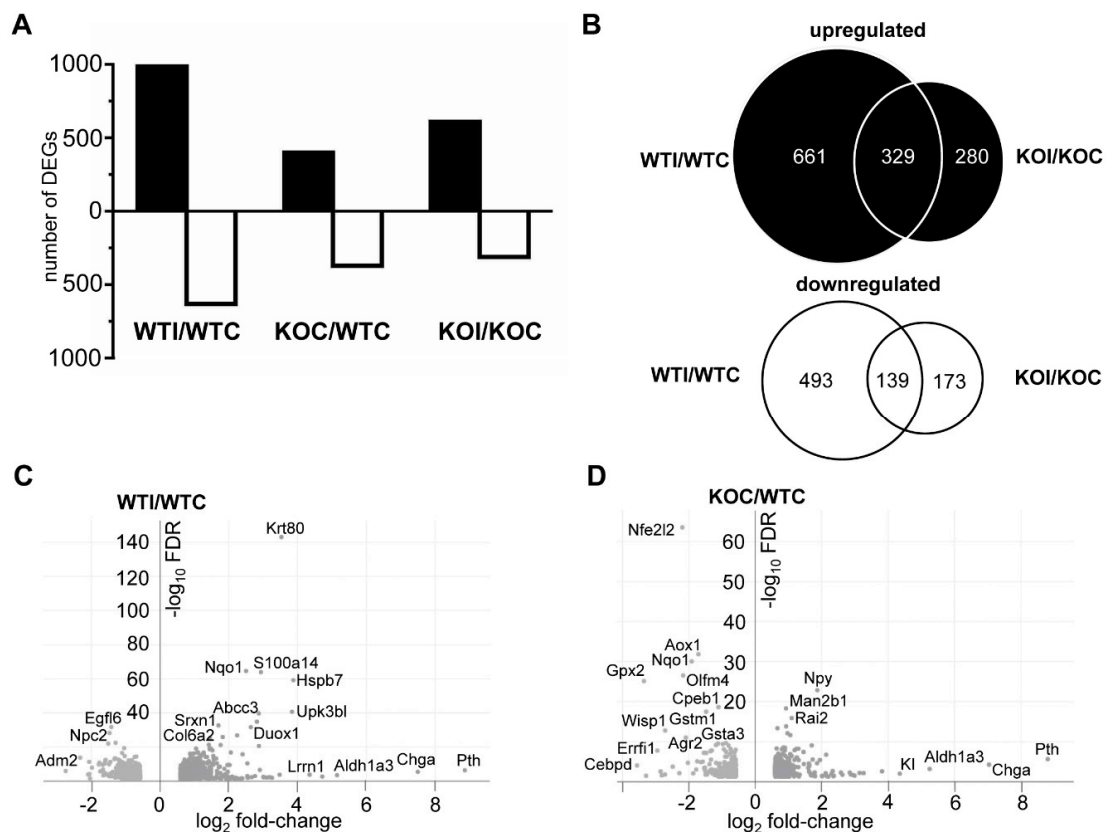 A
1000
500
0
500
1000
number of DEGs
WTI/WTC
KOC/WTC
KOI/KOC
B
upregulated
WTI/WTC
661
329
280
KOI/KOC
downregulated
WTI/WTC
493
139
173
KOI/KOC
C
WTI/WTC
-log10 FDR
140
120
100
80
60
40
20
Krt80
Nqo1
S100a14
Hspb7
Abcc3
Upk3bl
Srxn1
Col6a2
Duox1
Egfl6
Npc2
Adm2
Lrrn1
Aldh1a3
Chga
Pth
-2
0
2
4
6
8
log2 fold-change
D
KOC/WTC
-log10 FDR
60
50
40
30
20
10
Nfe2l2
Aox1
Nqo1
Gpx2
Olfm4
Cpeb1
Npy
Man2b1
Wisp1
Gstm1
Rai2
Errfi1
Agr2
Gsta3
Cebpd
Kl
Aldh1a3
Chga
Pth
-2
0
2
4
6
8
log2 fold-change